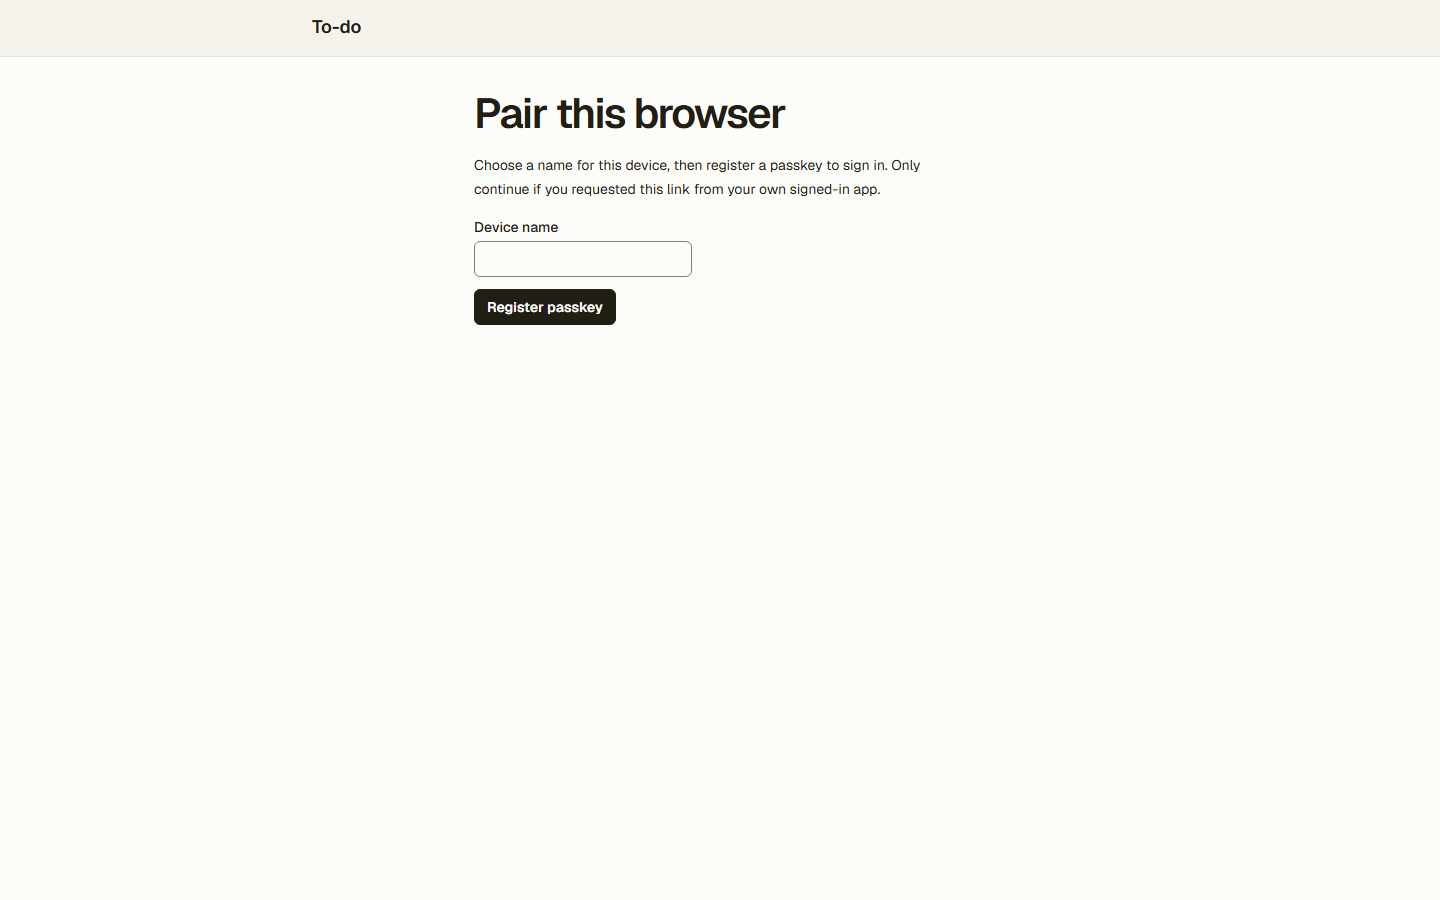 To-do
Pair this browser
Choose a name for this device, then register a passkey to sign in. Only
continue if you requested this link from your own signed-in app.
Device name
Register passkey